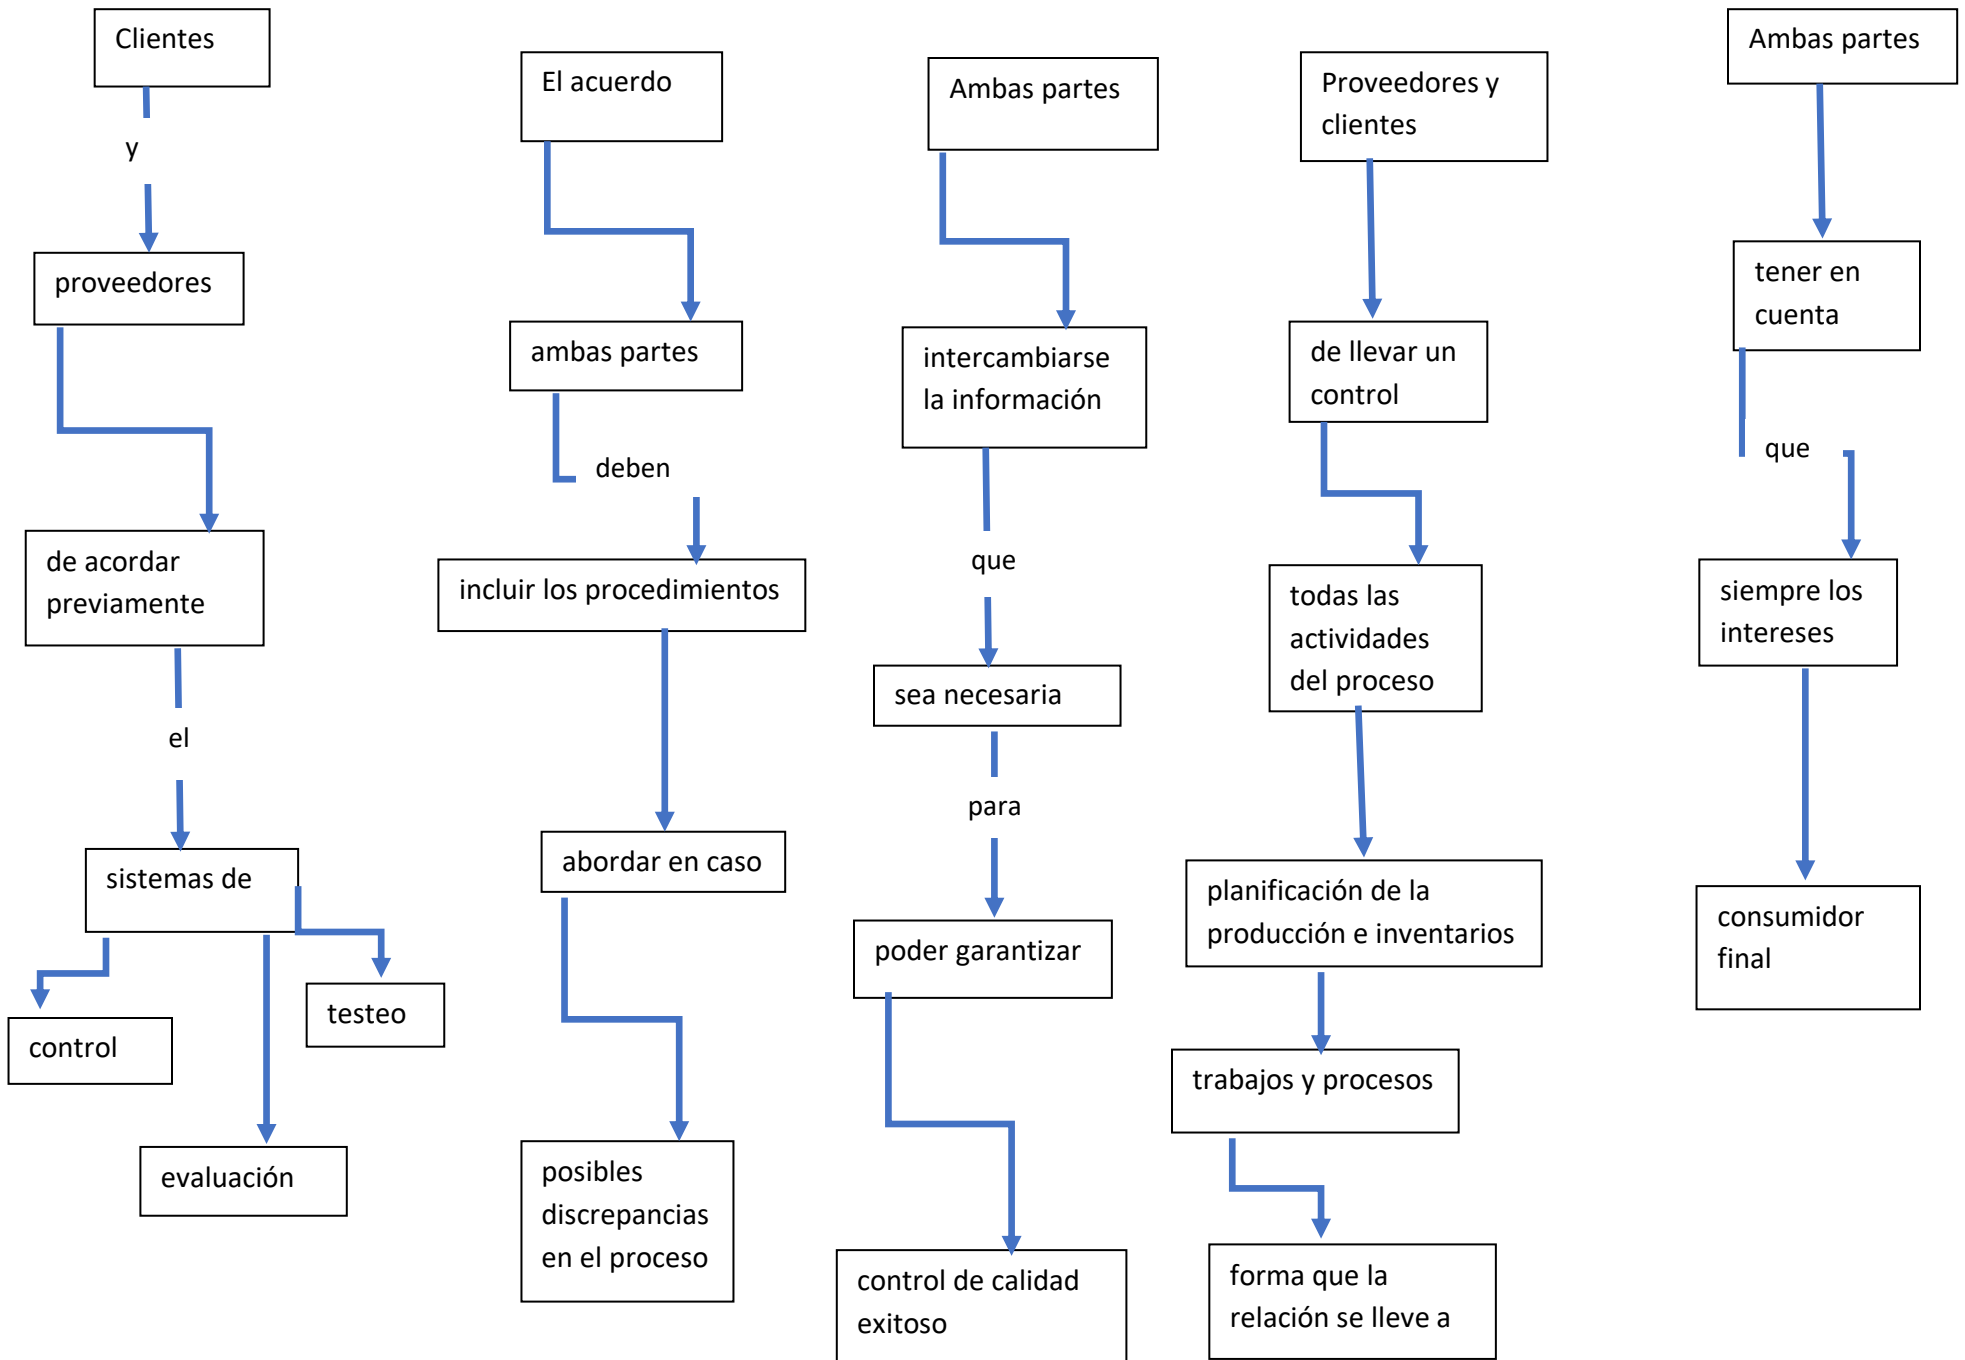 Clientes
y
proveedores
de acordar
previamente
el
sistemas de
control
testeo
evaluación
El acuerdo
ambas partes
deben
incluir los procedimientos
abordar en caso
posibles
discrepancias
en el proceso
Ambas partes
intercambiarse
la información
que
sea necesaria
para
poder garantizar
control de calidad
exitoso
Proveedores y
clientes
de llevar un
control
todas las
actividades
del proceso
planificación de la
producción e inventarios
trabajos y procesos
forma que la
relación se lleve a
Ambas partes
tener en
cuenta
que
siempre los
intereses
consumidor
final